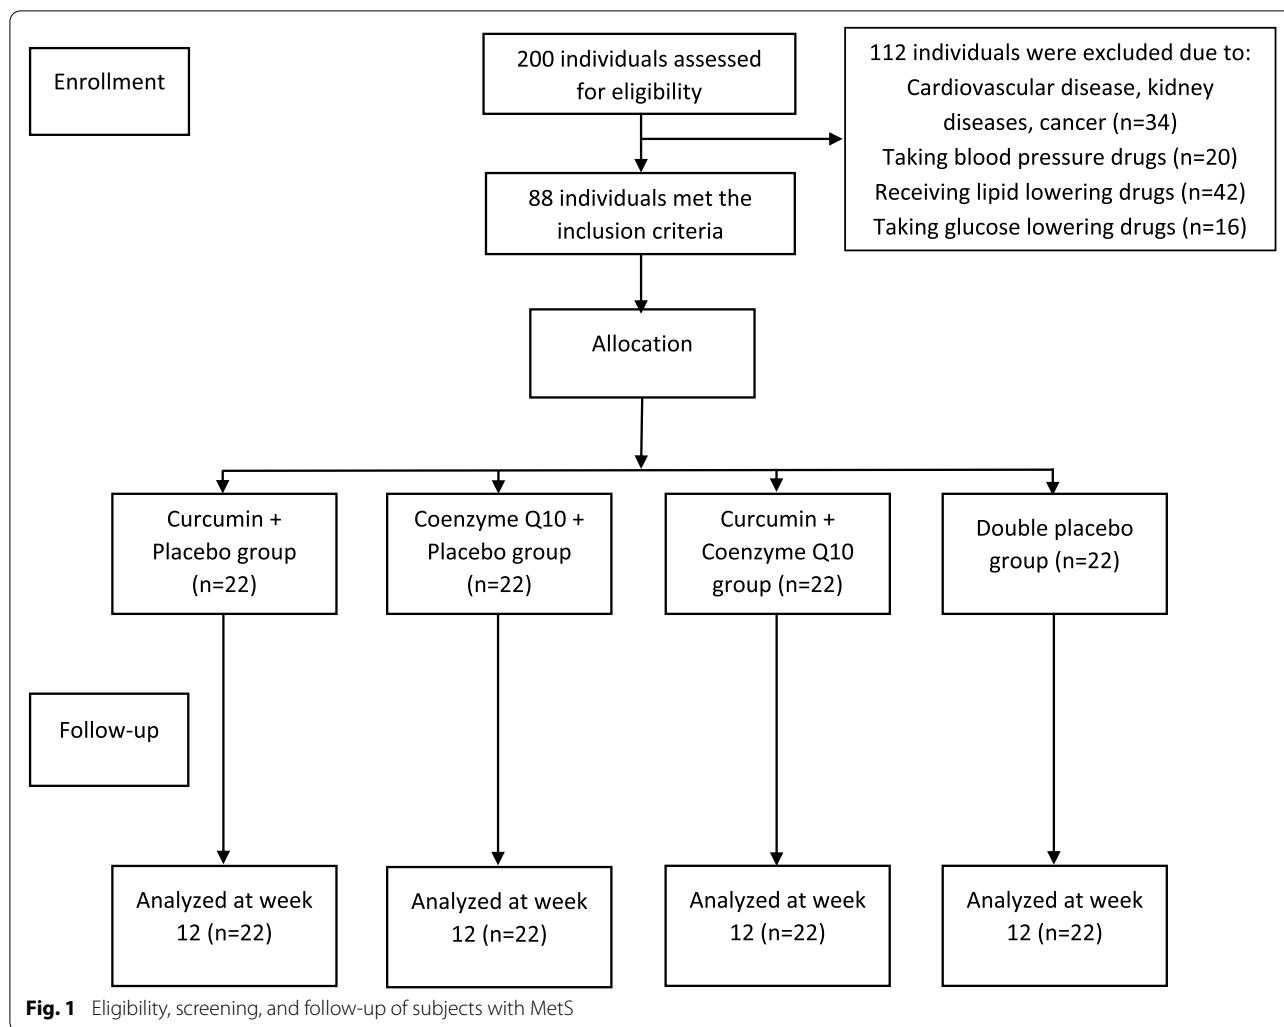 Enrollment
200 individuals assessed
for eligibility
112 individuals were excluded due to:
Cardiovascular disease, kidney
diseases, cancer (n=34)
Taking blood pressure drugs (n=20)
Receiving lipid lowering drugs (n=42)
Taking glucose lowering drugs (n=16)
88 individuals met the
inclusion criteria
Allocation
Curcumin +
Placebo group
(n=22)
Coenzyme Q10 +
Placebo group
(n=22)
Curcumin +
Coenzyme Q10
group (n=22)
Double placebo
group (n=22)
Follow-up
Analyzed at week
12 (n=22)
Analyzed at week
12 (n=22)
Analyzed at week
12 (n=22)
Analyzed at week
12 (n=22)
Fig. 1 Eligibility, screening, and follow-up of subjects with MetS